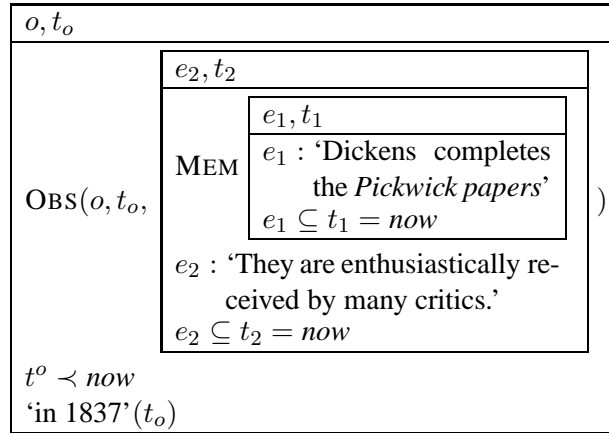 o, t_o
e_2, t_2
e_1, t_1
MEM
e_1 : ‘Dickens completes
the Pickwick papers’
e_1 ⊆ t_1 = now
OBS(o, t_o, )
e_2 : ‘They are enthusiastically re-
ceived by many critics.’
e_2 ⊆ t_2 = now
t^o ≺ now
‘in 1837’(t_o)